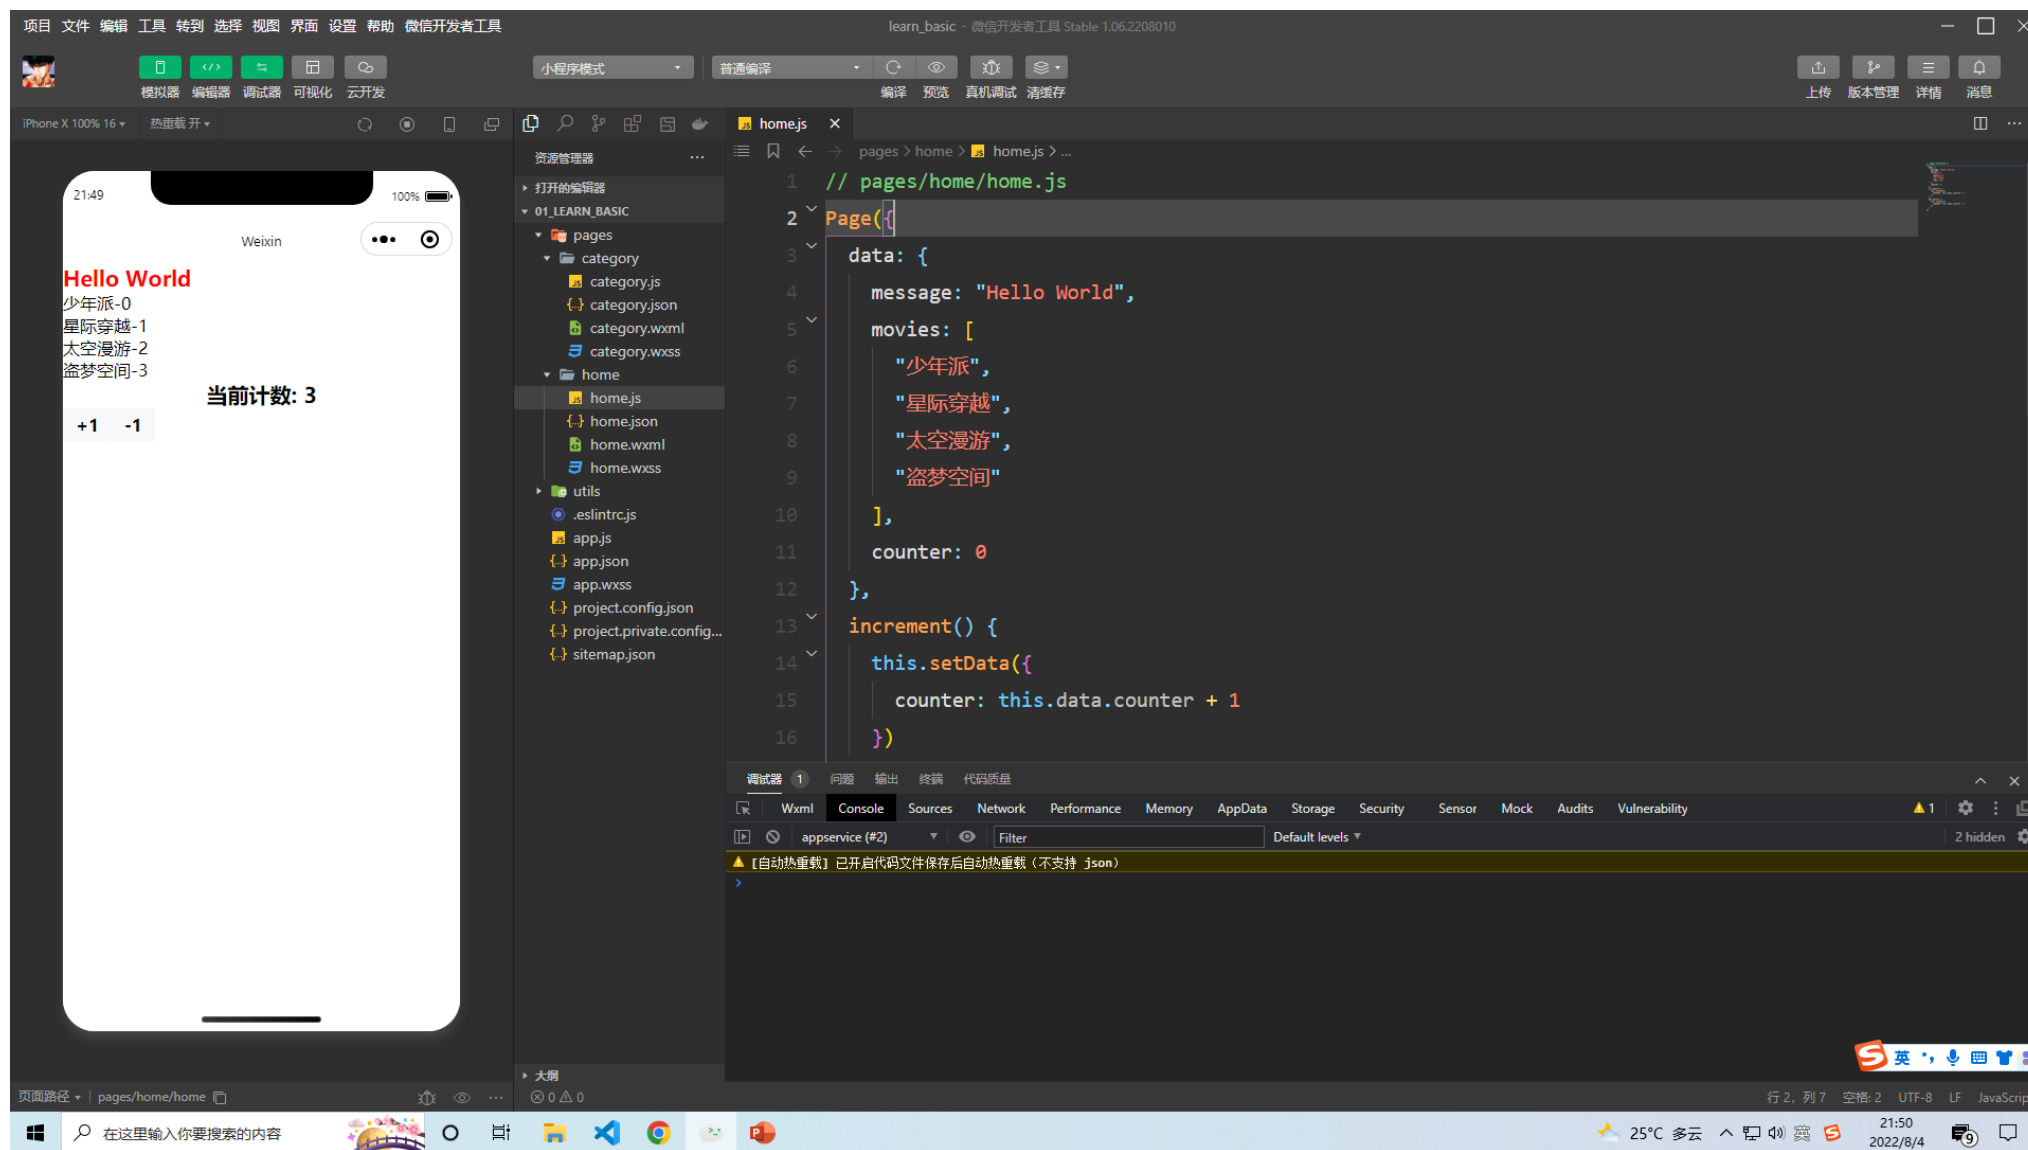 项目 文件 编辑 工具 转到 选择 视图 界面 设置 帮助 微信开发者工具
learn_basic - 微信开发者工具 Stable 1.06.2208010
模拟器 编辑器 调试器 可视化 云开发
小程序模式
普通编译
编译 预览 真机调试 清缓存
上传 版本管理 详情 消息
iPhone X 100% 16
热重载 开
21:49
100%
Weixin
Hello World
少年派-0
星际穿越-1
太空漫游-2
盗梦空间-3
当前计数: 3
+1
-1
页面路径
pages/home/home
资源管理器
打开的编辑器
01_LEARN_BASIC
pages
category
category.js
category.json
category.wxml
category.wxss
home
home.js
home.json
home.wxml
home.wxss
utils
.eslintrc.js
app.js
app.json
app.wxss
project.config.json
project.private.config...
sitemap.json
大纲
0 0
home.js
pages > home > home.js > ...
1 // pages/home/home.js
2 Page({
3 data: {
4 message: "Hello World",
5 movies: [
6 "少年派",
7 "星际穿越",
8 "太空漫游",
9 "盗梦空间"
10 ],
11 counter: 0
12 },
13 increment() {
14 this.setData({
15 counter: this.data.counter + 1
16 })
调试器 1 问题 输出 终端 代码质量
Wxml Console Sources Network Performance Memory AppData Storage Security Sensor Mock Audits Vulnerability
1
appservice (#2)
Filter
Default levels
2 hidden
[自动热重载] 已开启代码文件保存后自动热重载（不支持 json）
英
行 2，列 7 空格: 2 UTF-8 LF JavaScrip
在这里输入你要搜索的内容
25°C 多云
英
21:50
2022/8/4
9